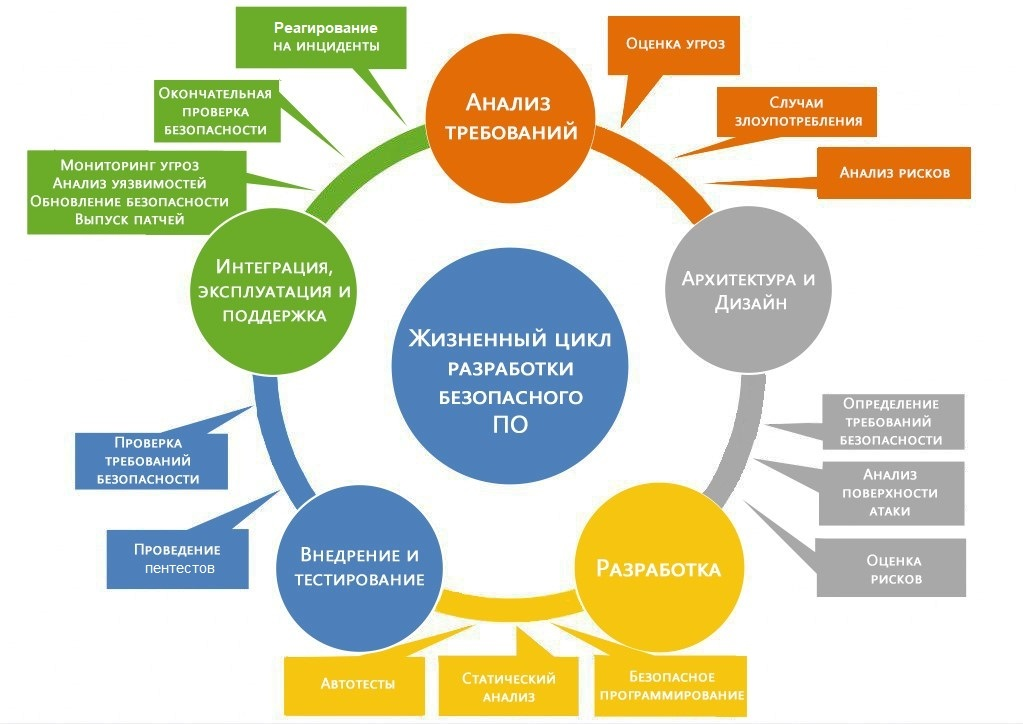 Реагирование
на инциденты
Окончательная
проверка
безопасности
Мониторинг угроз
Анализ уязвимостей
Обновление безопасности
Выпуск патчей
Анализ
требований
Оценка угроз
Случаи
злоупотребления
Анализ рисков
Интеграция,
эксплуатация и
поддержка
Архитектура и
Дизайн
Жизненный цикл
разработки
безопасного
ПО
Определение
требований
безопасности
Анализ
поверхности
атаки
Оценка
рисков
Проверка
требований
безопасности
Проведение
пентестов
Внедрение и
тестирование
Разработка
Автотесты
Статический
анализ
Безопасное
программирование